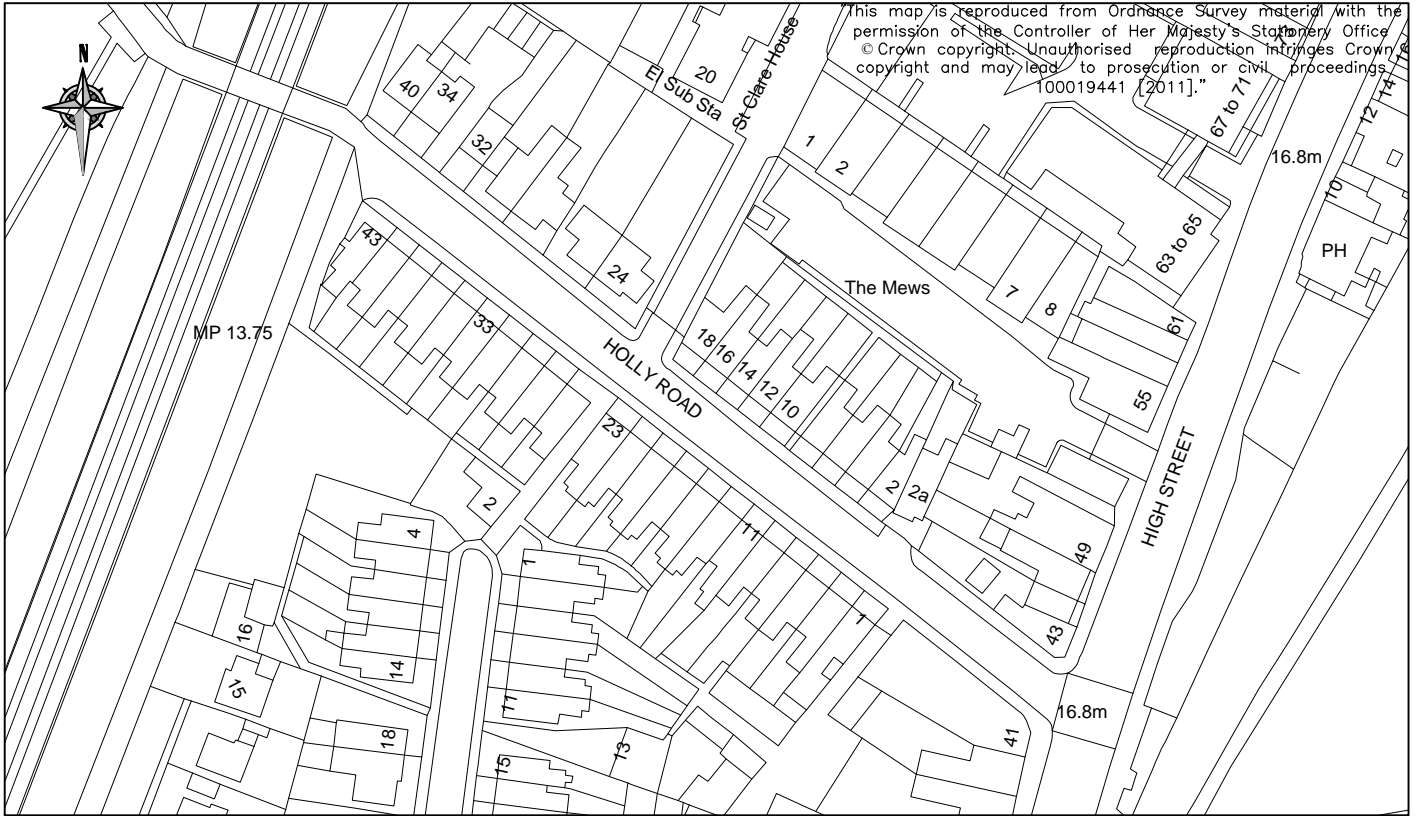 "This map is reproduced from Ordnance Survey material with the
permission of the Controller of Her Majesty's Stationery Office
© Crown copyright. Unauthorised reproduction infringes Crown
copyright and may lead to prosecution or civil proceedings.
100019441 [2011]."
N
40
34
32
El Sub Sta
20
St Clare House
24
1
2
7
8
The Mews
67 to 71
63 to 65
61
55
16.8m
12
14
16
10
PH
MP 13.75
43
33
23
11
1
HOLLY ROAD
18
16
14
12
10
2
2a
49
43
HIGH STREET
16.8m
41
2
4
14
1
11
13
15
16
15
18